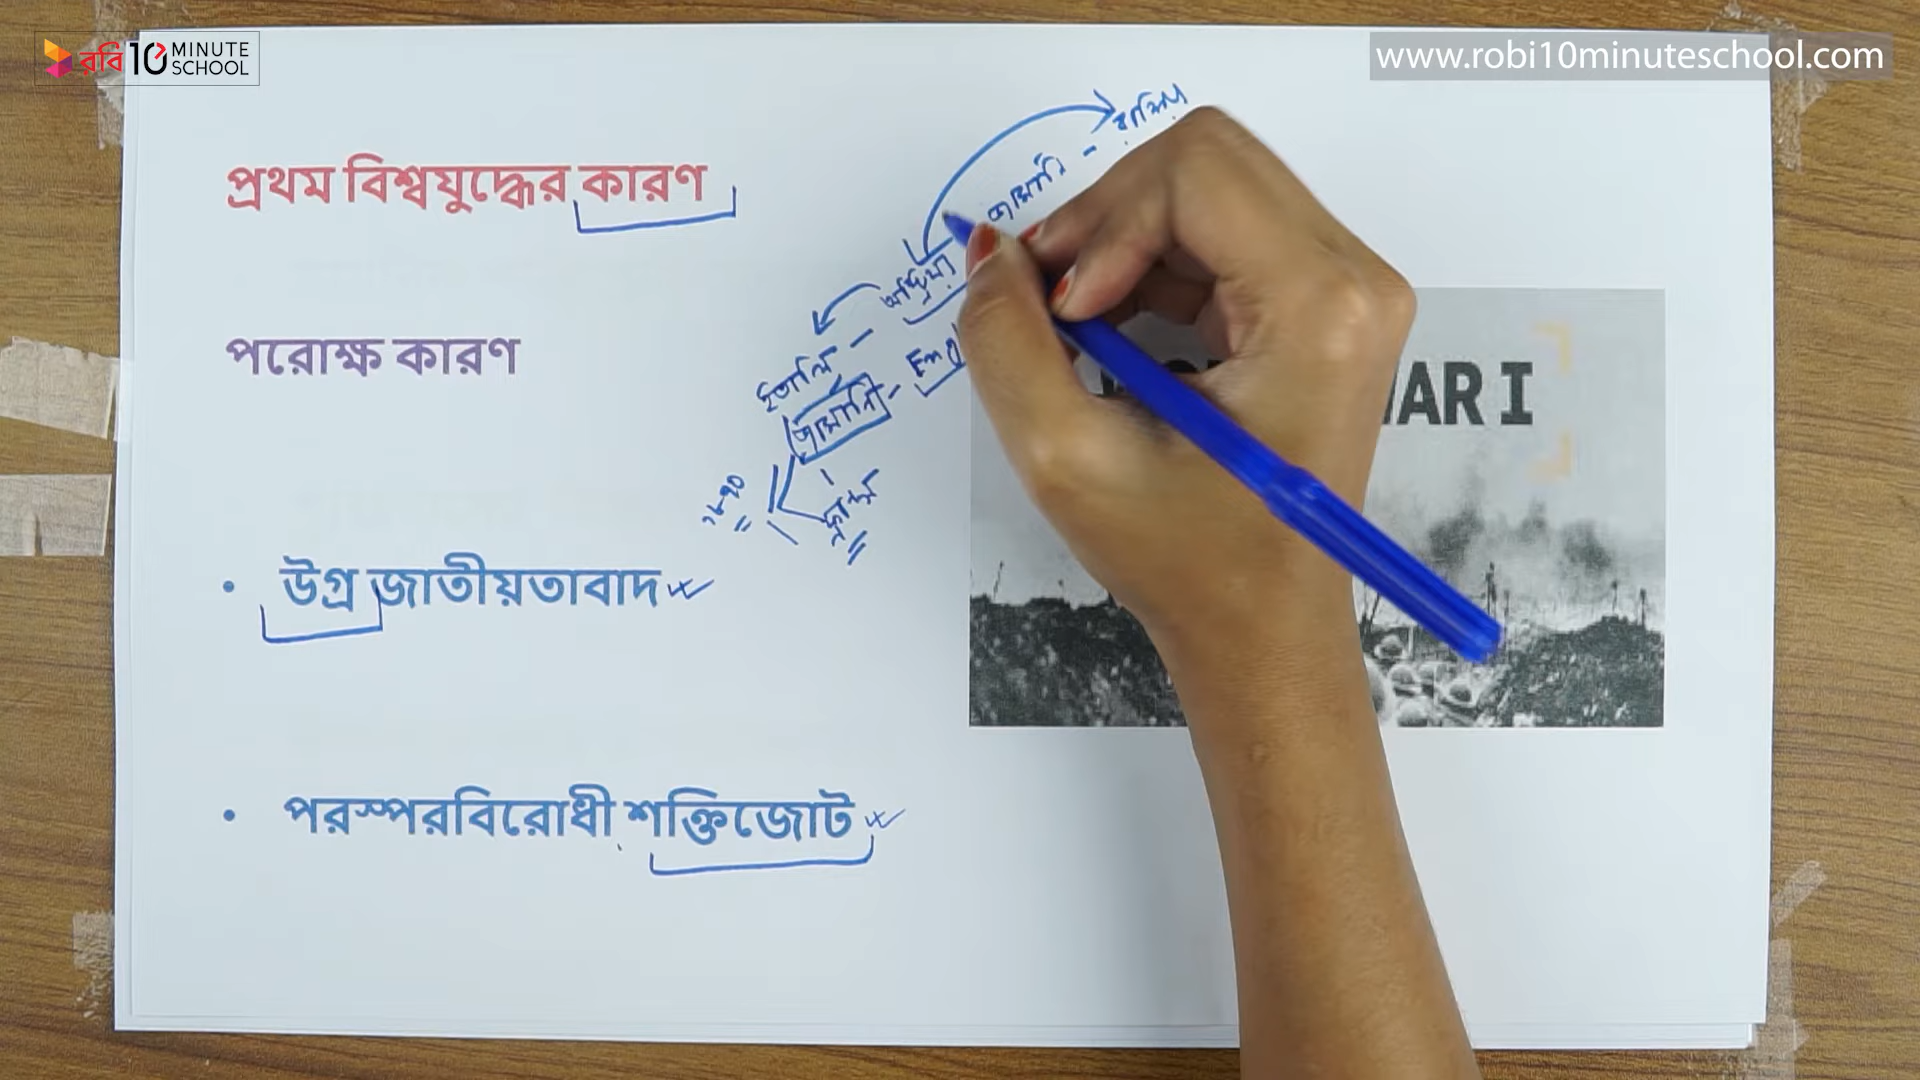 রবি 10 MINUTE SCHOOL
www.robi10minuteschool.com
প্রথম বিশ্বযুদ্ধের কারণ
পরোক্ষ কারণ
• উগ্র জাতীয়তাবাদ
• পরস্পরবিরোধী শক্তিজোট
রাশিয়া
জার্মানি -
অস্ট্রিয়া
ইতালি -
জার্মানী - Eng
ফ্রান্স
WAR I